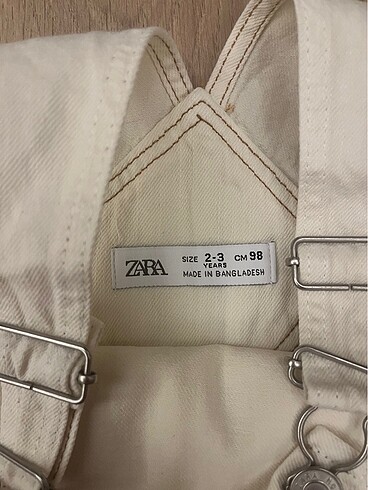 ZARA
SIZE 2-3 CM 98
YEARS
MADE IN BANGLADESH